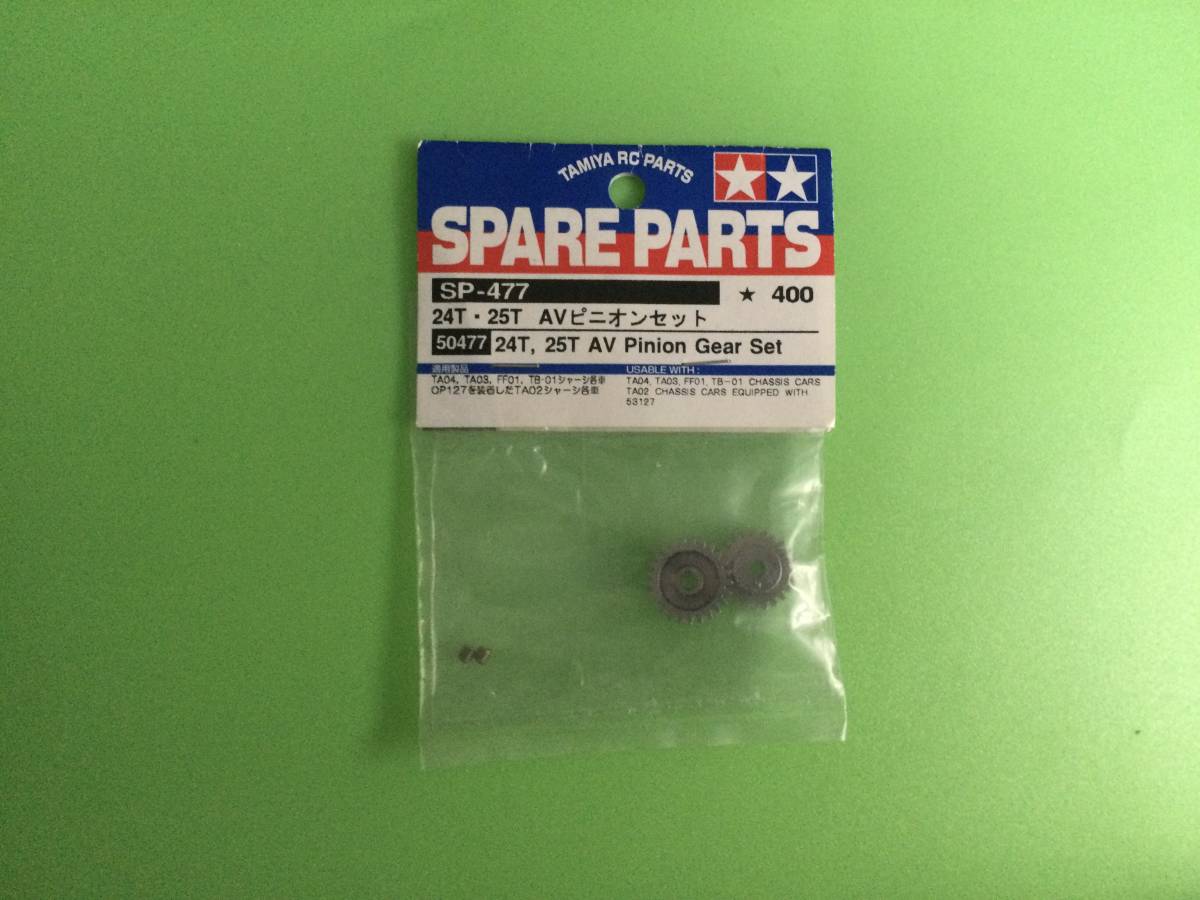 TAMIYA RC PARTS
SPARE PARTS
SP-477 ★ 400
24T・25T AVピニオンセット
50477 24T, 25T AV Pinion Gear Set
適用製品
TA04, TA03, FF01, TB-01シャーシ各車
OP127を装着したTA02シャーシ各車
USABLE WITH :
TA04, TA03, FF01, TB-01 CHASSIS CARS
TA02 CHASSIS CARS EQUIPPED WITH
53127